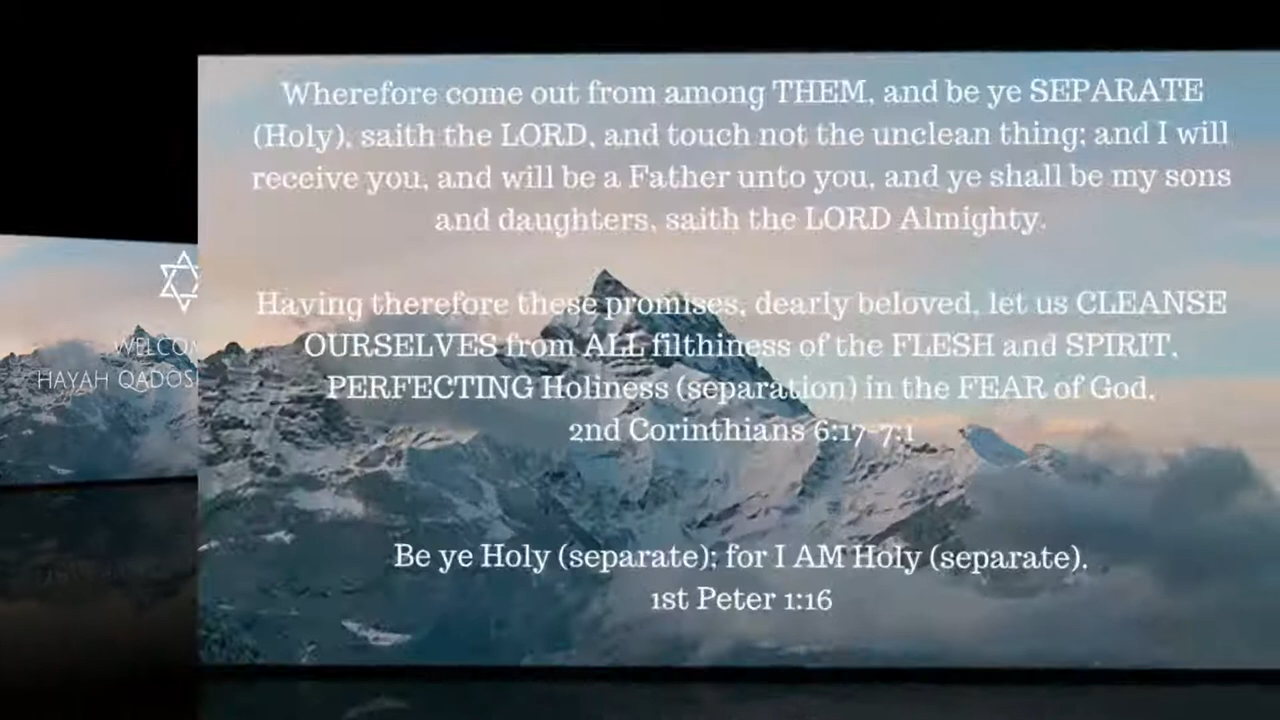 Wherefore come out from among THEM, and be ye SEPARATE
(Holy), saith the LORD, and touch not the unclean thing; and I will
receive you, and will be a Father unto you, and ye shall be my sons
and daughters, saith the LORD Almighty.
Having therefore these promises, dearly beloved, let us CLEANSE
OURSELVES from ALL filthiness of the FLESH and SPIRIT,
PERFECTING Holiness (separation) in the FEAR of God.
2nd Corinthians 6:17-7:1
Be ye Holy (separate); for I AM Holy (separate).
1st Peter 1:16
HAYAH